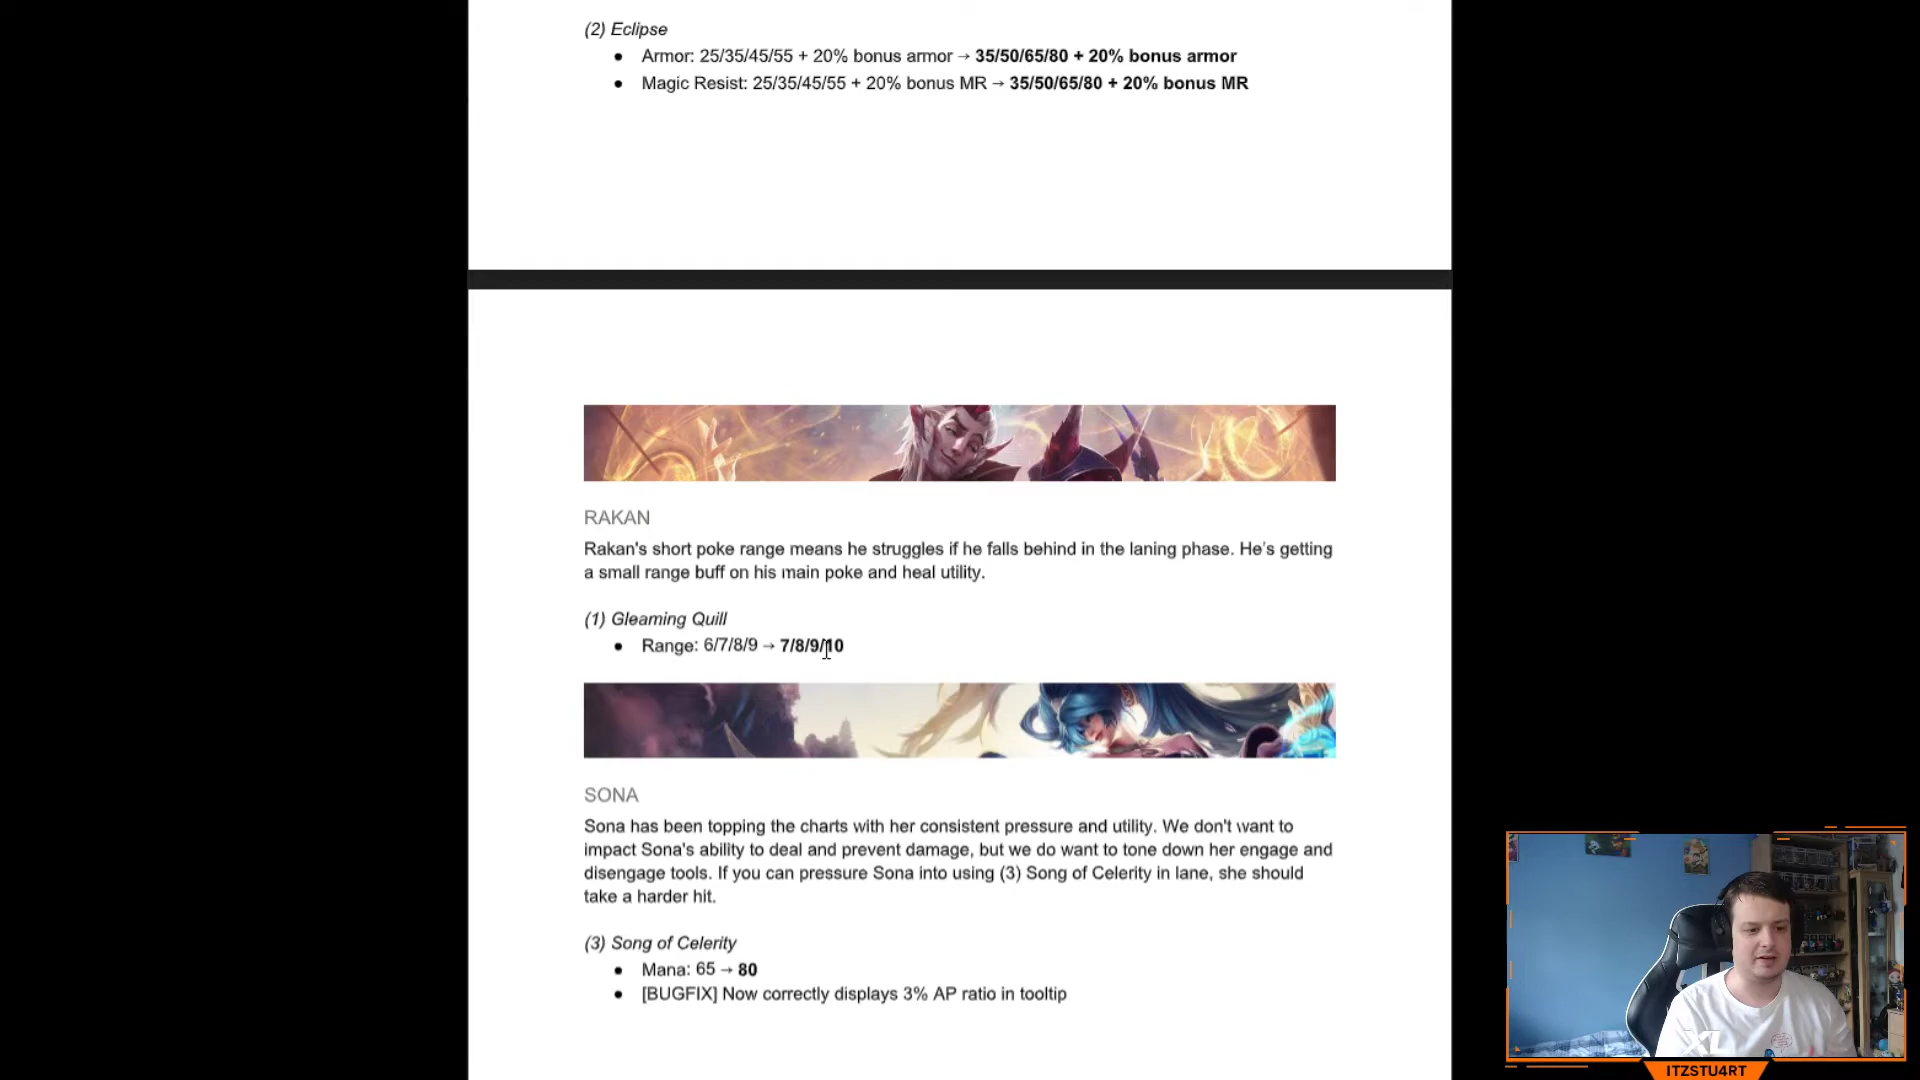 (2) Eclipse
● Armor: 25/35/45/55 + 20% bonus armor → 35/50/65/80 + 20% bonus armor
● Magic Resist: 25/35/45/55 + 20% bonus MR → 35/50/65/80 + 20% bonus MR
RAKAN
Rakan's short poke range means he struggles if he falls behind in the laning phase. He's getting
a small range buff on his main poke and heal utility.
(1) Gleaming Quill
● Range: 6/7/8/9 → 7/8/9/10
SONA
Sona has been topping the charts with her consistent pressure and utility. We don't want to
impact Sona's ability to deal and prevent damage, but we do want to tone down her engage and
disengage tools. If you can pressure Sona into using (3) Song of Celerity in lane, she should
take a harder hit.
(3) Song of Celerity
● Mana: 65 → 80
● [BUGFIX] Now correctly displays 3% AP ratio in tooltip
XL
ITZSTU4RT